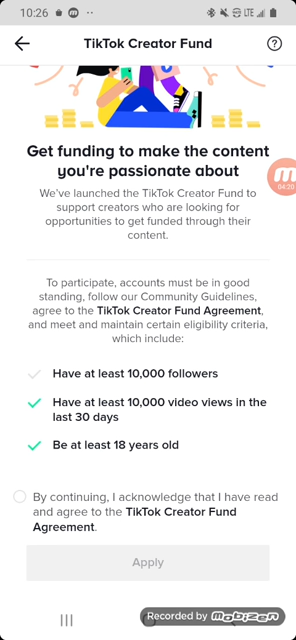 10:26
LTE
TikTok Creator Fund
Get funding to make the content
you're passionate about
We've launched the TikTok Creator Fund to
support creators who are looking for
opportunities to get funded through their
content.
04:20
To participate, accounts must be in good
standing, follow our Community Guidelines,
agree to the TikTok Creator Fund Agreement,
and meet and maintain certain eligibility criteria,
which include:
Have at least 10,000 followers
Have at least 10,000 video views in the
last 30 days
Be at least 18 years old
By continuing, I acknowledge that I have read
and agree to the TikTok Creator Fund
Agreement.
Apply
Recorded by Mobizen